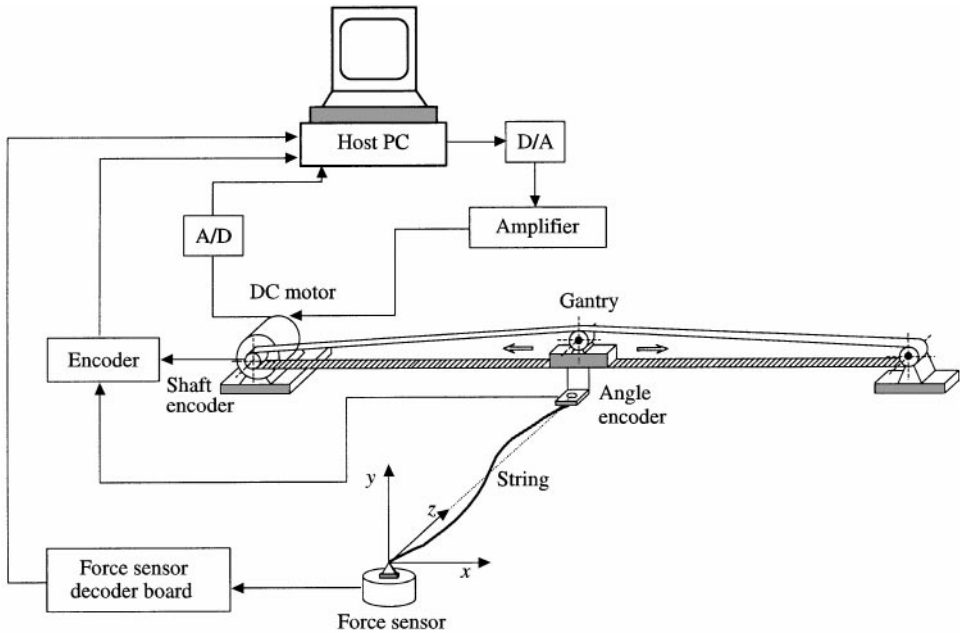 Host PC
D/A
A/D
Amplifier
DC motor
Gantry
Encoder
Shaft
encoder
Angle
encoder
String
y
z
x
Force sensor
decoder board
Force sensor